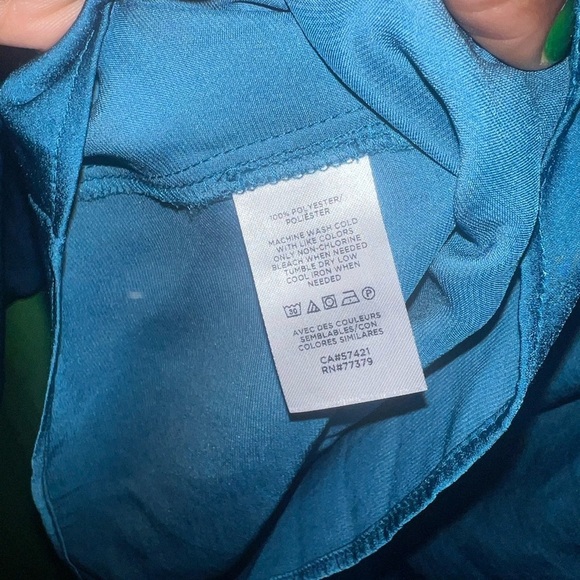 100% POLYESTER/
POLIÉSTER
MACHINE WASH COLD
WITH LIKE COLORS
ONLY NON-CHLORINE
BLEACH WHEN NEEDED
TUMBLE DRY LOW
COOL IRON WHEN
NEEDED
30 P
AVEC DES COULEURS
SEMBLABLES/CON
COLORES SIMILARES
CA#57421
RN#77379